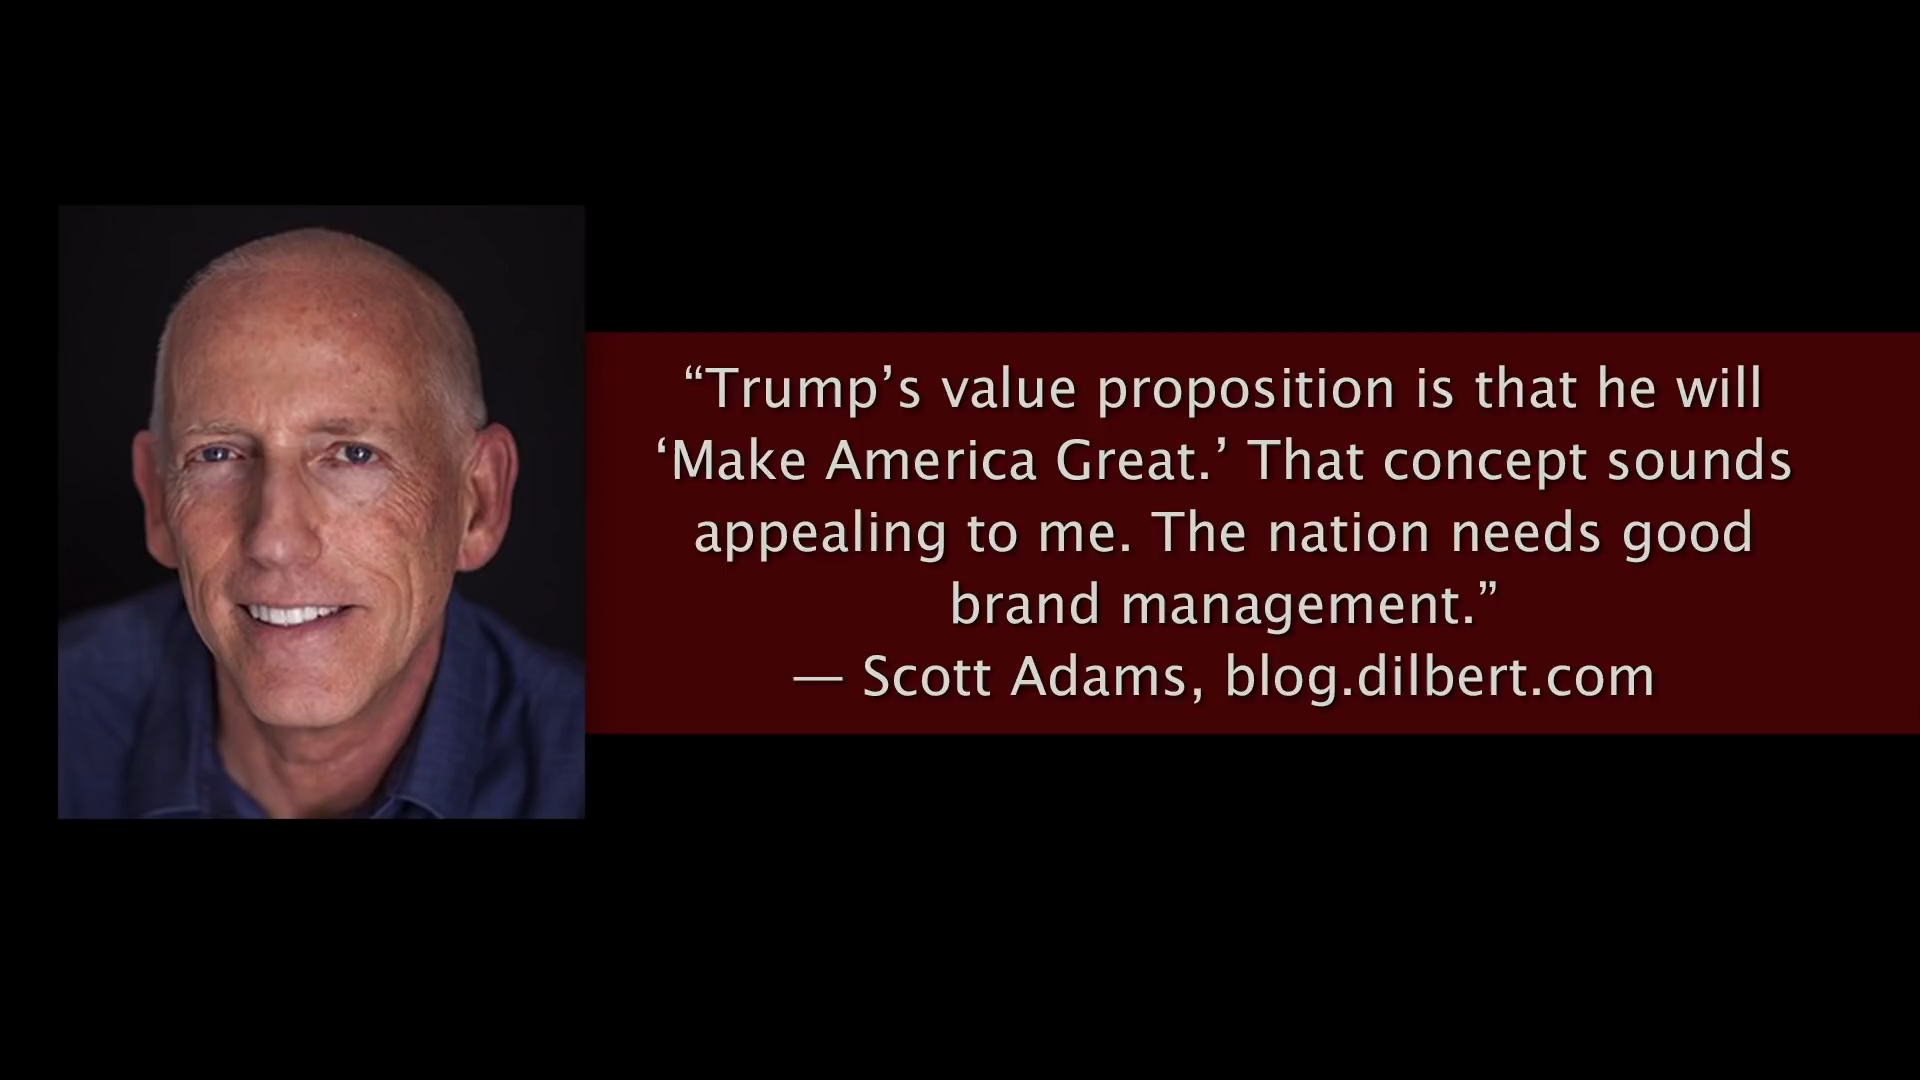 “Trump’s value proposition is that he will
‘Make America Great.’ That concept sounds
appealing to me. The nation needs good
brand management.”
— Scott Adams, blog.dilbert.com